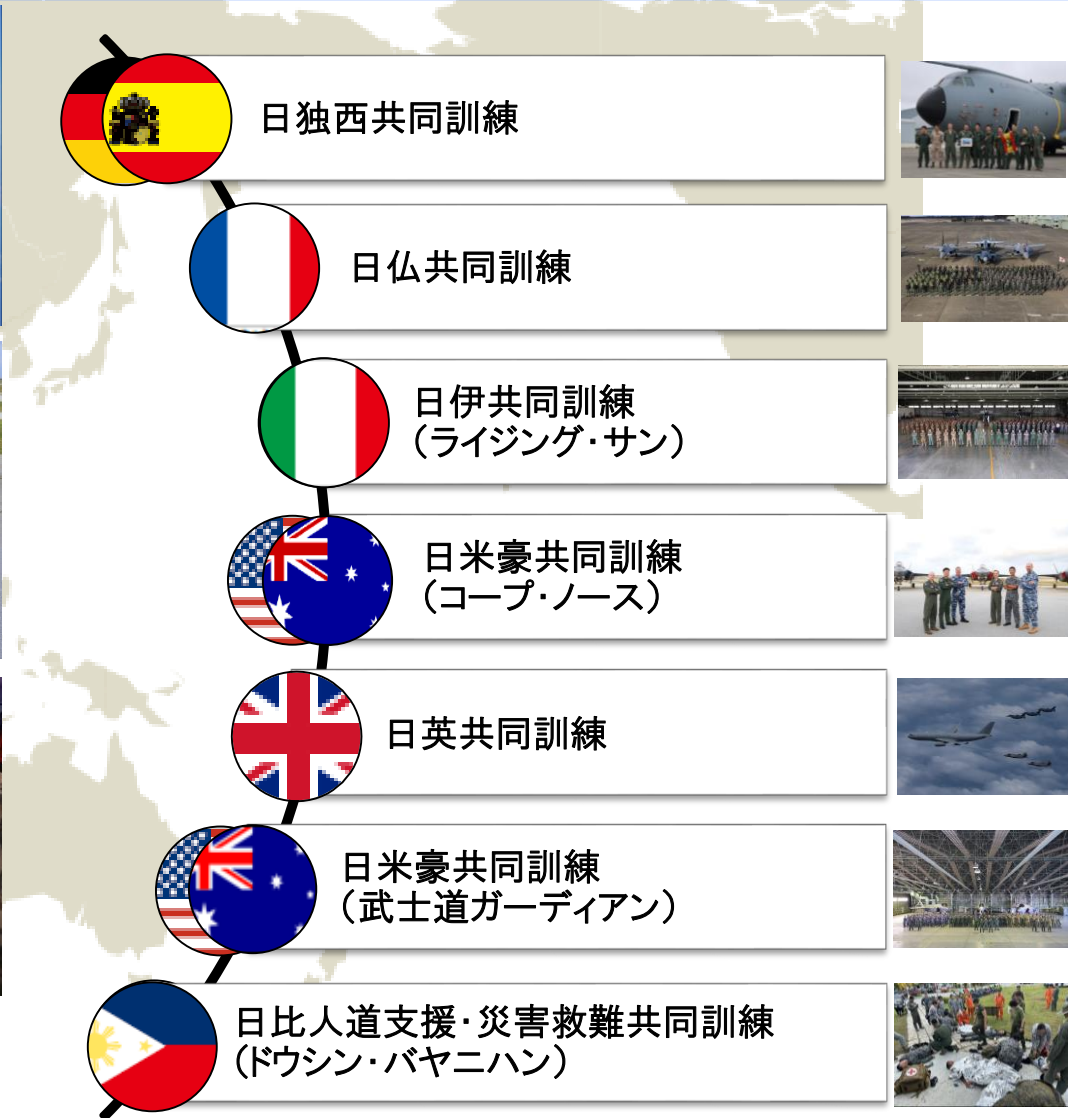 日独西共同訓練
日仏共同訓練
日伊共同訓練
(ライジング・サン)
日米豪共同訓練
(コープ・ノース)
日英共同訓練
日米豪共同訓練
(武士道ガーディアン)
日比人道支援・災害救難共同訓練
(ドウシン・バヤニハン)